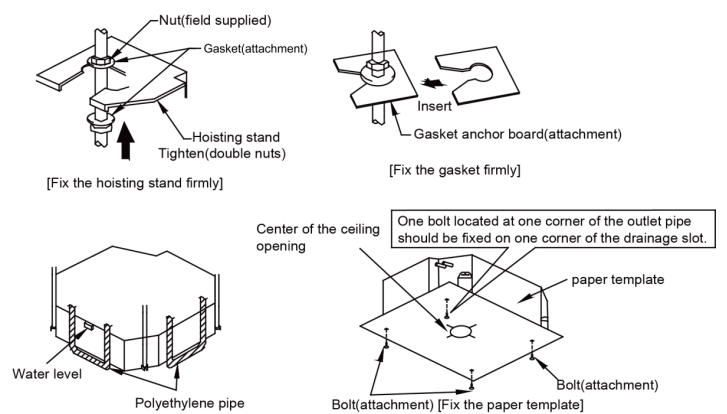 Nut(field supplied)
Gasket(attachment)
Hoisting stand
Tighten(double nuts)
[Fix the hoisting stand firmly]
Insert
Gasket anchor board(attachment)
[Fix the gasket firmly]
Water level
Polyethylene pipe
Center of the ceiling
opening
One bolt located at one corner of the outlet pipe
should be fixed on one corner of the drainage slot.
paper template
Bolt(attachment)
Bolt(attachment) [Fix the paper template]